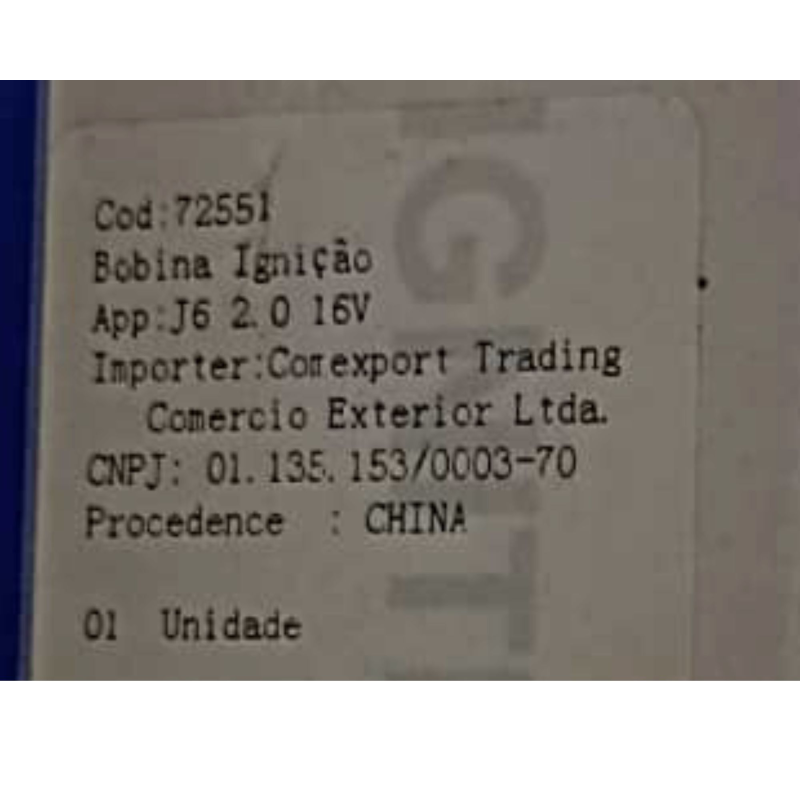 Cod:72551
Bobina Ignição
App:J6 2.0 16V
Importer:Comexport Trading
Comercio Exterior Ltda.
CNPJ: 01.135.153/0003-70
Procedence : CHINA
01 Unidade